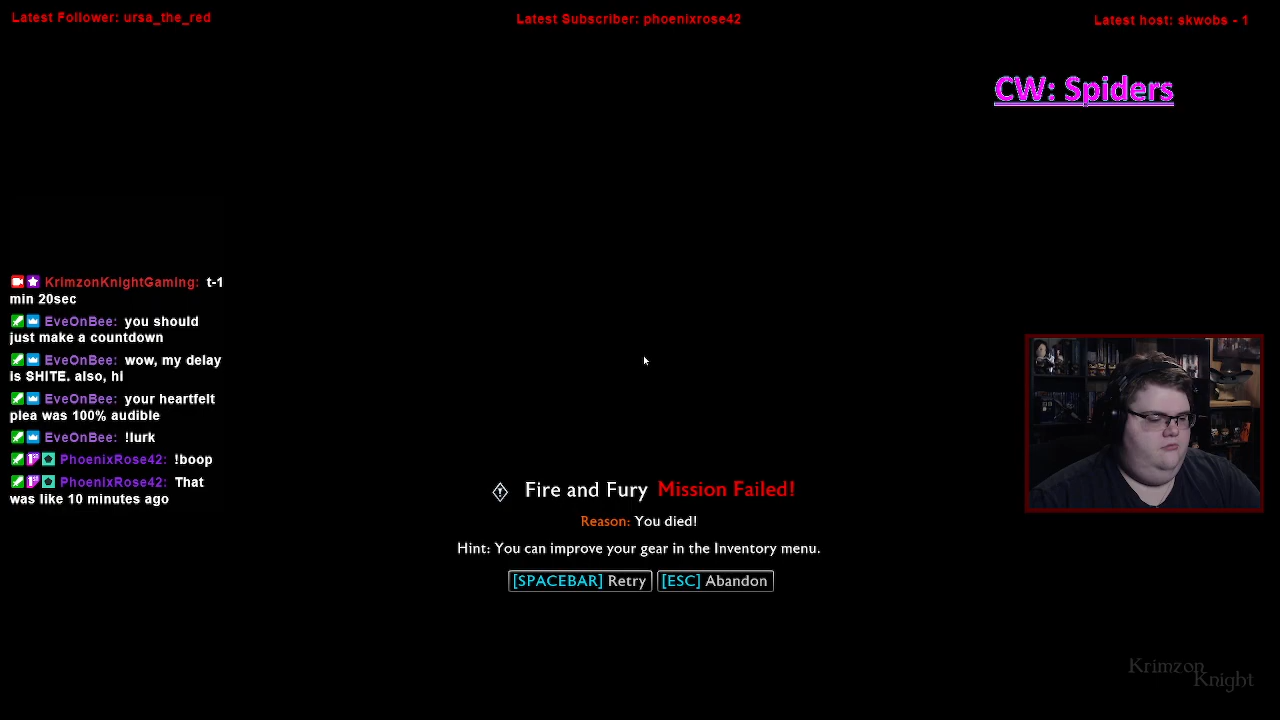 Latest Follower: ursa_the_red
Latest Subscriber: phoenixrose42
Latest host: skwobs - 1
CW: Spiders
KrimzonKnightGaming: t-1
min 20sec
EveOnBee: you should
just make a countdown
EveOnBee: wow, my delay
is SHITE. also, hi
EveOnBee: your heartfelt
plea was 100% audible
EveOnBee: !lurk
PhoenixRose42: !boop
PhoenixRose42: That
was like 10 minutes ago
Fire and Fury Mission Failed!
Reason: You died!
Hint: You can improve your gear in the Inventory menu.
[SPACEBAR] Retry [ESC] Abandon
Krimzon
Knight